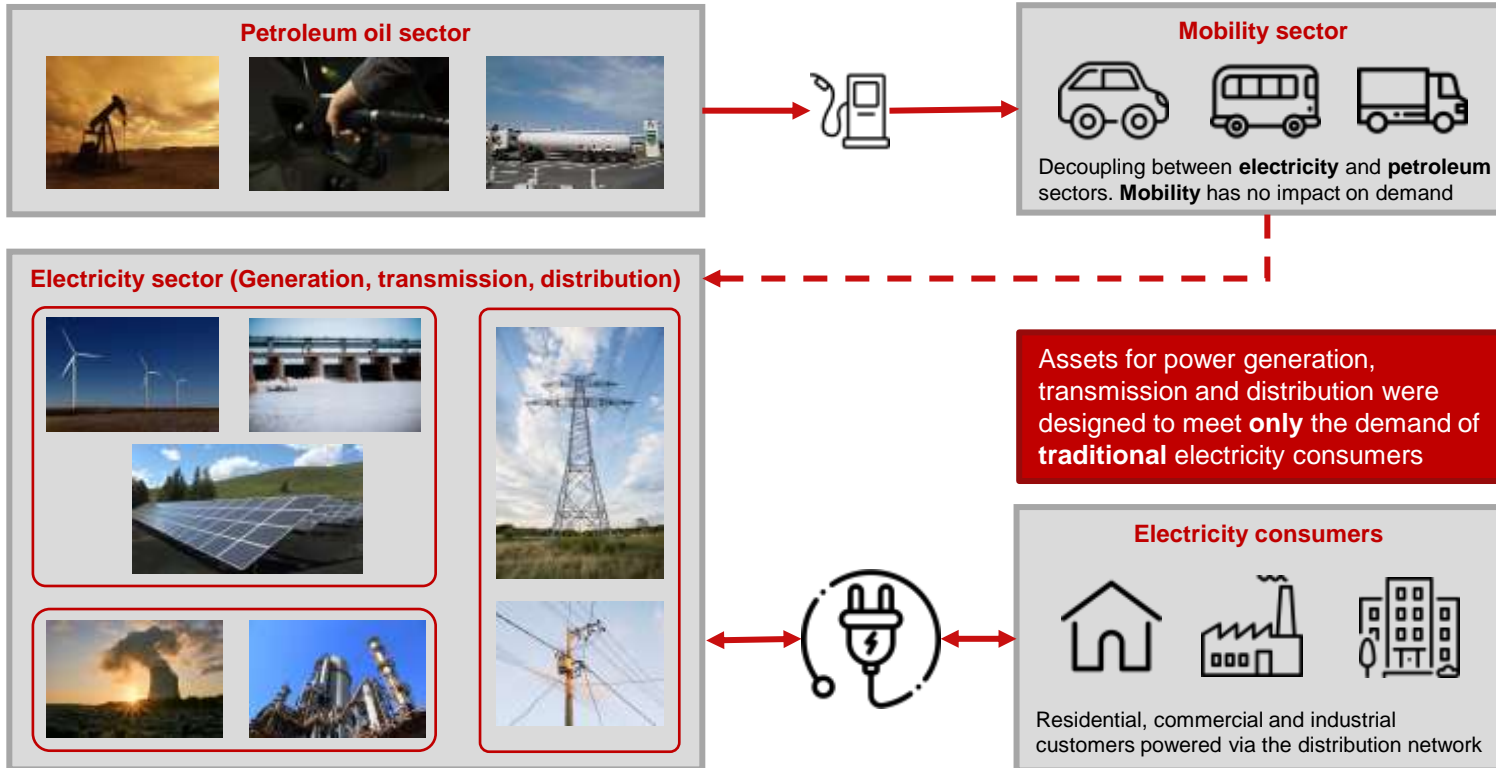 Petroleum oil sector
Mobility sector
Decoupling between electricity and petroleum
sectors. Mobility has no impact on demand
Electricity sector (Generation, transmission, distribution)
Assets for power generation,
transmission and distribution were
designed to meet only the demand of
traditional electricity consumers
Electricity consumers
Residential, commercial and industrial
customers powered via the distribution network